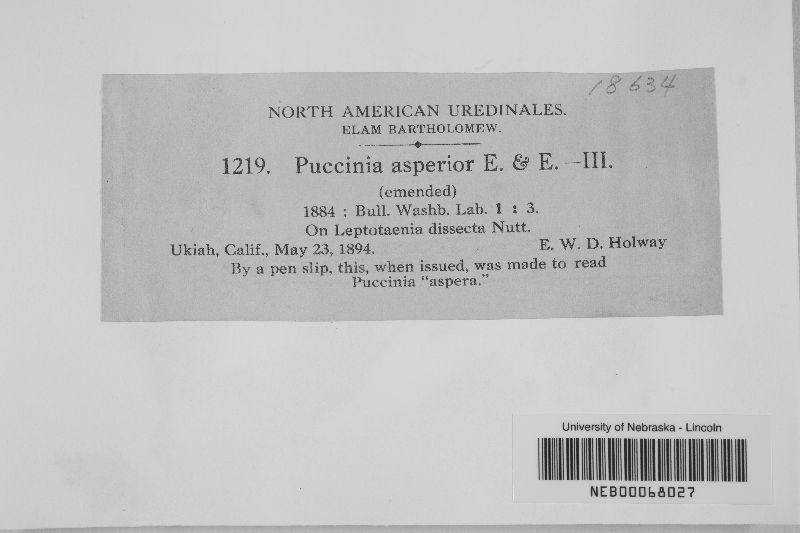 18634
NORTH AMERICAN UREDINALES.
ELAM BARTHOLOMEW.
1219. Puccinia asperior E. & E. —III.
(emended)
1884 : Bull. Washb. Lab. 1 : 3.
On Leptotaenia dissecta Nutt.
Ukiah, Calif., May 23, 1894. E. W. D. Holway
By a pen slip, this, when issued, was made to read
Puccinia “aspera.”
University of Nebraska - Lincoln
NEB00068027